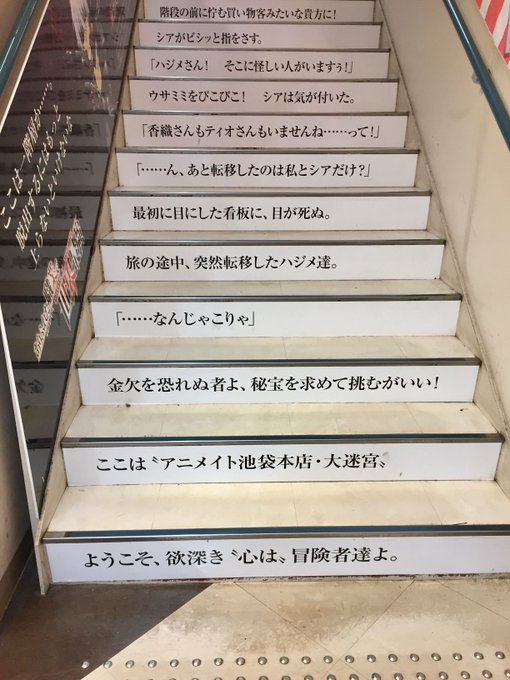 ようこそ、欲深き〝心は〟冒険者達よ。
ここは〝アニメイト池袋本店・大迷宮〟
金欠を恐れぬ者よ、秘宝を求めて挑むがいい!
「……なんじゃこりゃ」
旅の途中、突然転移したハジメ達。
最初に目にした看板に、目が死ぬ。
「……ん、あと転移したのは私とシアだけ?」
「香織さんもティオさんもいませんね……って!」
ウサミミをぴこぴこ! シアは気が付いた。
「ハジメさん! そこに怪しい人がいますぅ!」
シアがビシッと指をさす。
階段の前に佇む買い物客みたいな貴方に!